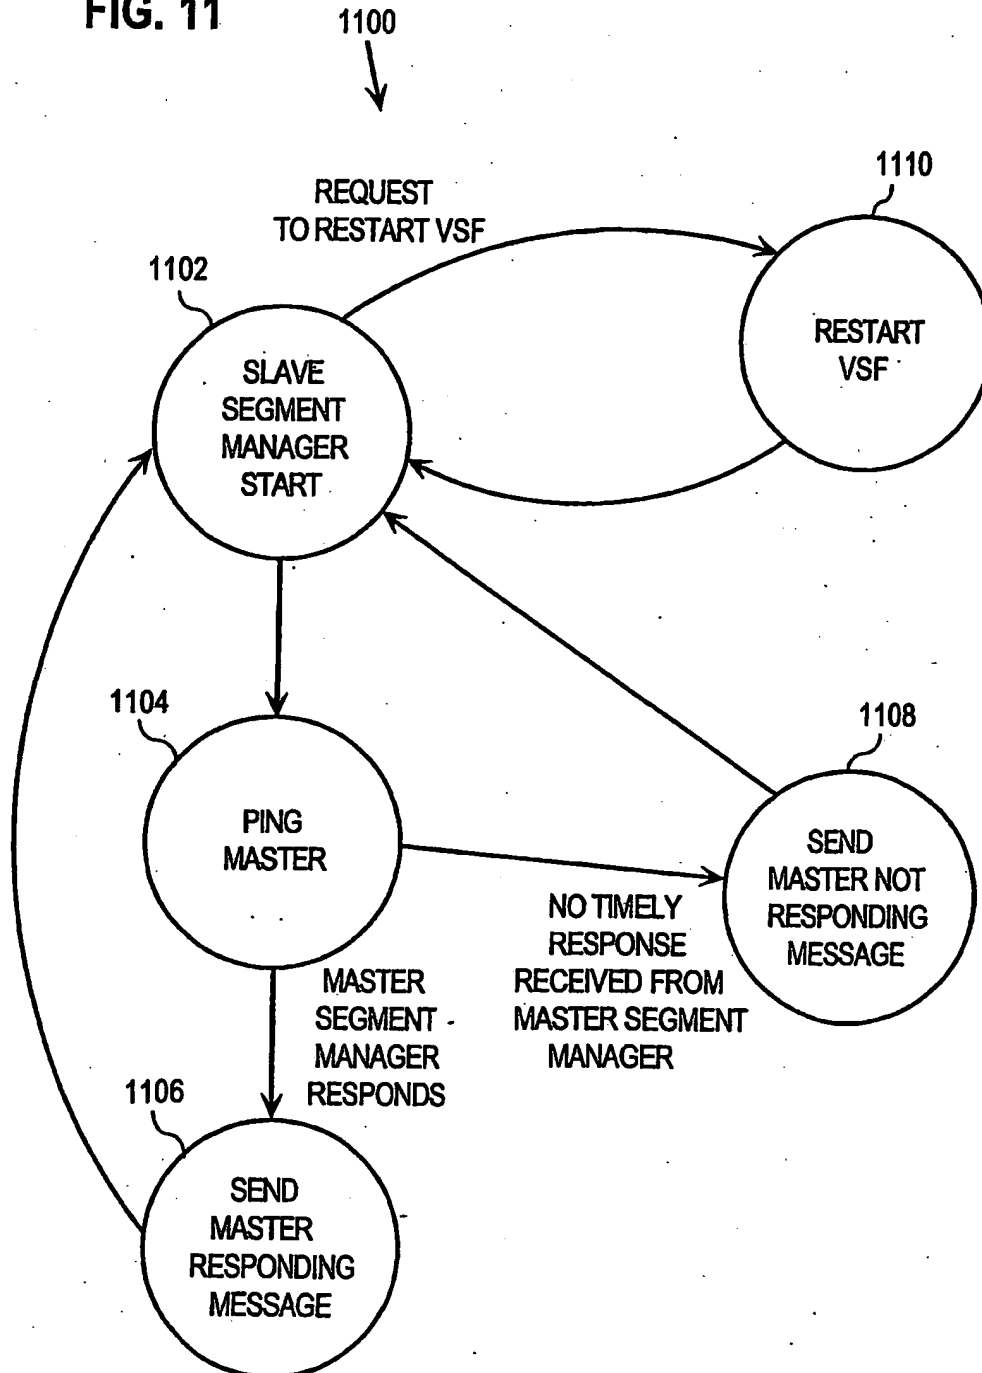 FIG. 11
1100
REQUEST
TO RESTART VSF
1110
1102
RESTART
VSF
SLAVE
SEGMENT
MANAGER
START
1104
1108
PING
MASTER
SEND
MASTER NOT
RESPONDING
MESSAGE
NO TIMELY
RESPONSE
RECEIVED FROM
MASTER SEGMENT
MANAGER
MASTER
SEGMENT
MANAGER
RESPONDS
1106
SEND
MASTER
RESPONDING
MESSAGE